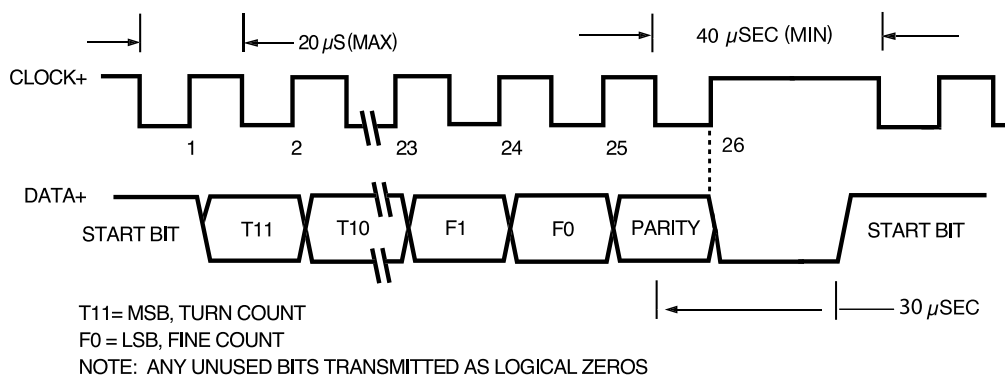 20 µS(MAX)
40 µSEC (MIN)
CLOCK+
1 2 23 24 25 26
DATA+
START BIT T11 T10 F1 F0 PARITY START BIT
30 µSEC
T11= MSB, TURN COUNT
F0 = LSB, FINE COUNT
NOTE: ANY UNUSED BITS TRANSMITTED AS LOGICAL ZEROS